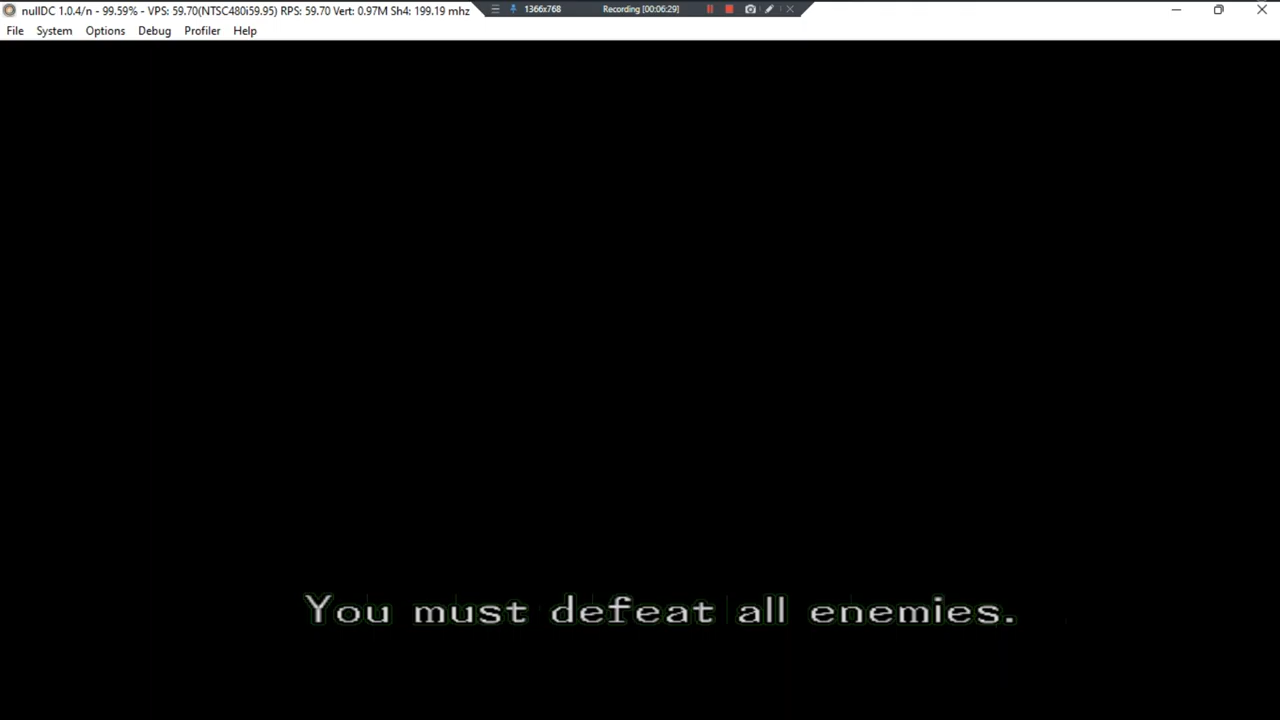 nullDC 1.0.4/n - 99.59% - VPS: 59.70(NTSC480i59.95) RPS: 59.70 Vert: 0.97M Sh4: 199.19 mhz
1366x768 Recording [00:06:29]
File System Options Debug Profiler Help
You must defeat all enemies.